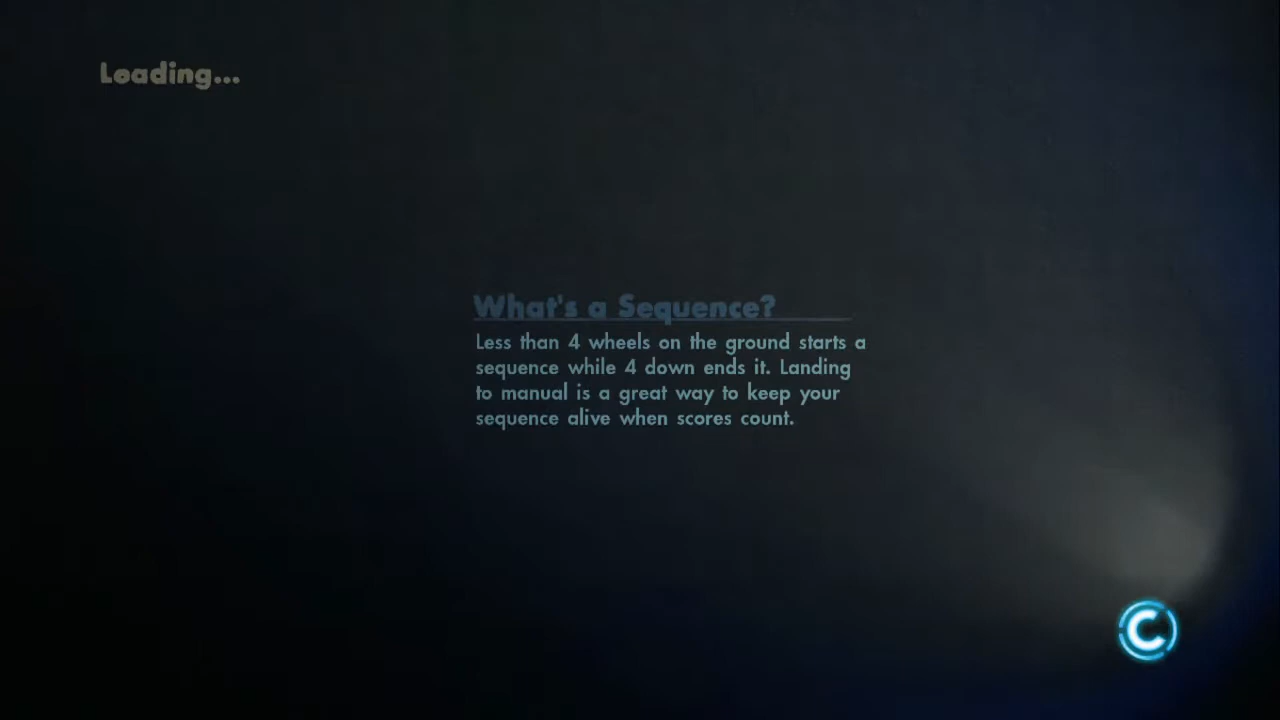 Loading...
What's a Sequence?
Less than 4 wheels on the ground starts a
sequence while 4 down ends it. Landing
to manual is a great way to keep your
sequence alive when scores count.
C